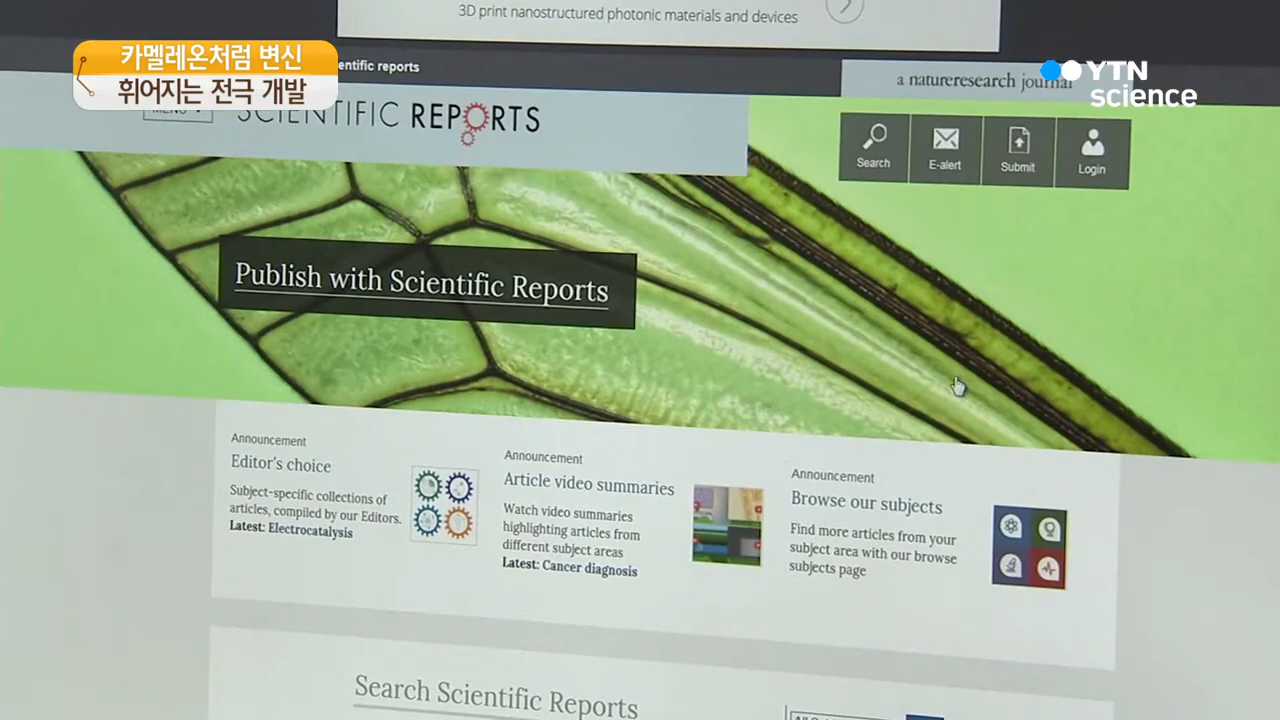 3D print nanostructured photonic materials and devices
카멜레온처럼 변신
휘어지는 전극 개발
entific reports
YTN
science
a natureresearch journal
MENU
SCIENTIFIC REPORTS
Search
E-alert
Submit
Login
Publish with Scientific Reports
Announcement
Editor's choice
Subject-specific collections of
articles, compiled by our Editors.
Latest: Electrocatalysis
Announcement
Article video summaries
Watch video summaries
highlighting articles from
different subject areas
Latest: Cancer diagnosis
Announcement
Browse our subjects
Find more articles from your
subject area with our browse
subjects page
Search Scientific Reports